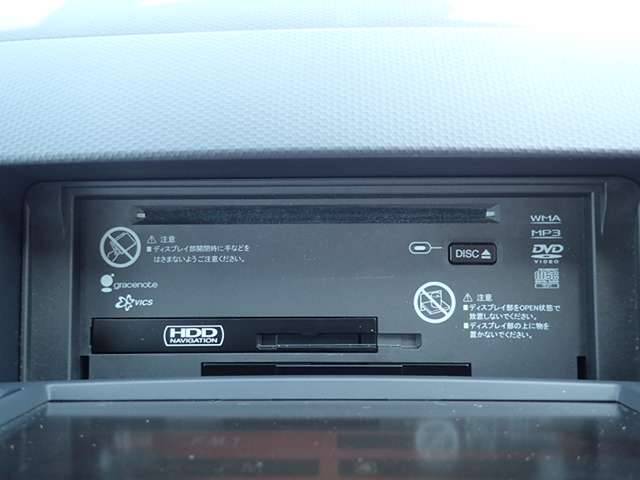 WMA
MP3
DVD
VIDEO
DISC
⚠ 注意
■ディスプレイ部開閉時に手などを
はさまないようご注意ください。
gracenote
VICS
HDD
NAVIGATION
⚠ 注意
■ディスプレイ部をOPEN状態で
放置しないでください。
■ディスプレイ部の上に物を
置かないでください。